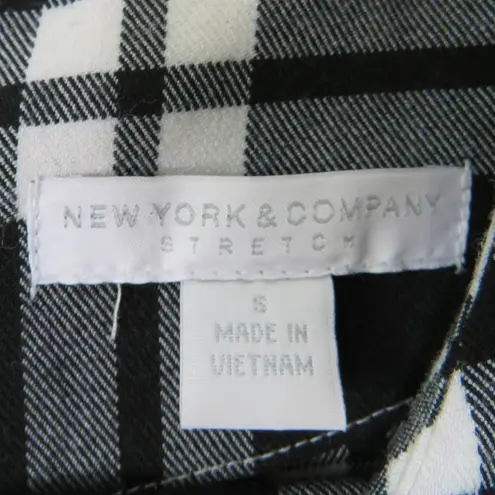 NEW YORK & COMPANY
STRETCH
S
MADE IN
VIETNAM